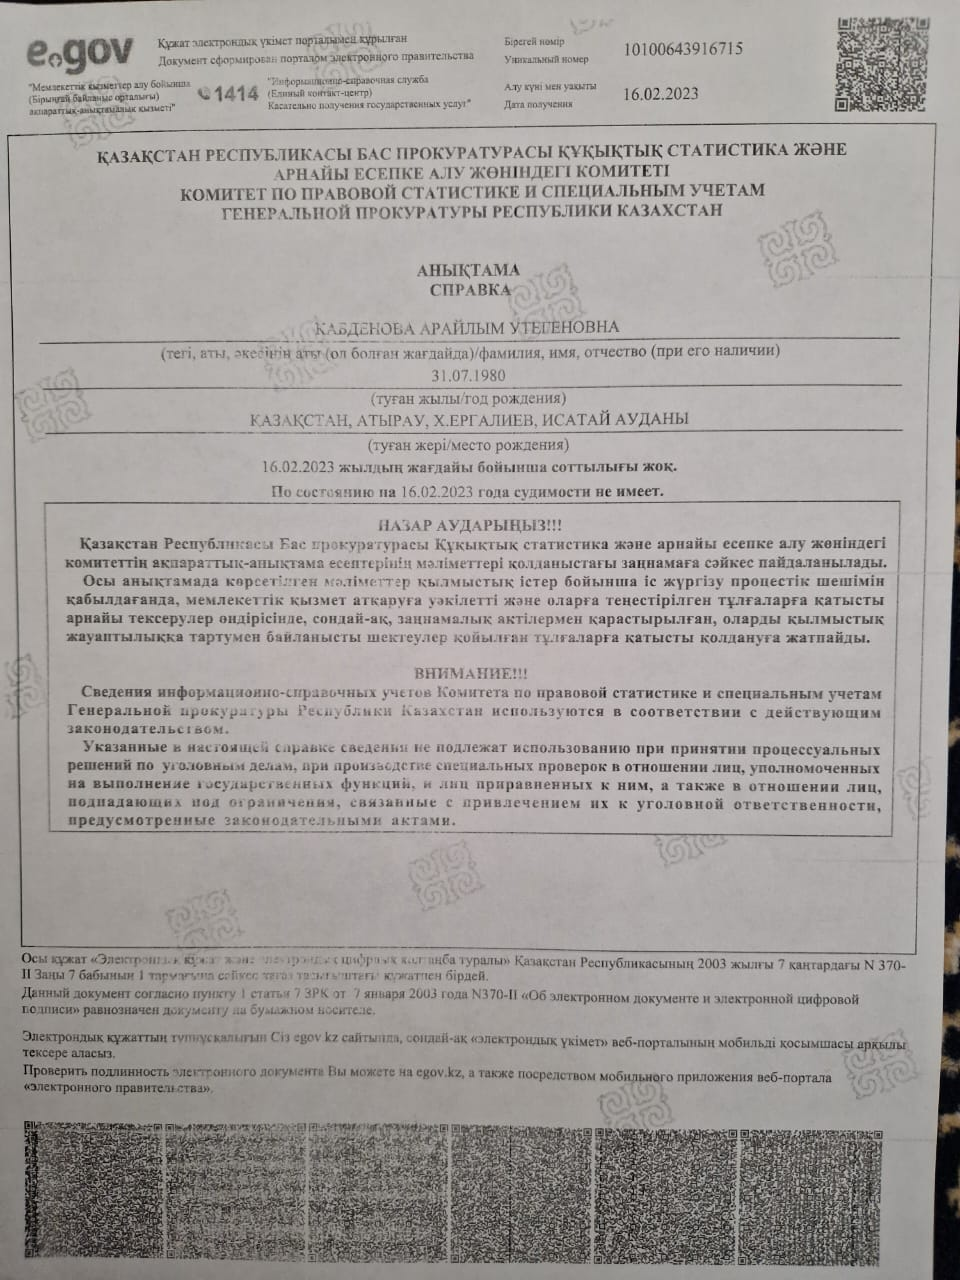 e.gov
Құжат электрондық үкімет порталымен құрылған
Документ сформирован порталом электронного правительства
"Мемлекеттік қызметтер алу бойынша
(Бірыңғай байланыс орталығы)
ақпараттық-анықтамалық қызметі"
1414
"Информационно-справочная служба
(Единый контакт-центр)
Касательно получения государственных услуг"
Бірегей нөмір
Уникальный номер
10100643916715
Алу күні мен уақыты
Дата получения
16.02.2023
ҚАЗАҚСТАН РЕСПУБЛИКАСЫ БАС ПРОКУРАТУРАСЫ ҚҰҚЫҚТЫҚ СТАТИСТИКА ЖӘНЕ
АРНАЙЫ ЕСЕПКЕ АЛУ ЖӨНІНДЕГІ КОМИТЕТІ
КОМИТЕТ ПО ПРАВОВОЙ СТАТИСТИКЕ И СПЕЦИАЛЬНЫМ УЧЕТАМ
ГЕНЕРАЛЬНОЙ ПРОКУРАТУРЫ РЕСПУБЛИКИ КАЗАХСТАН
АНЫҚТАМА
СПРАВКА
КАБДЕНОВА АРАЙЛЫМ УТЕГЕНОВНА
(тегі, аты, әкесінің аты (ол болған жағдайда)/фамилия, имя, отчество (при его наличии)
31.07.1980
(туған жылы/год рождения)
ҚАЗАҚСТАН, АТЫРАУ, Х.ЕРГАЛИЕВ, ИСАТАЙ АУДАНЫ
(туған жері/место рождения)
16.02.2023 жылдың жағдайы бойынша соттылығы жоқ.
По состоянию на 16.02.2023 года судимости не имеет.
НАЗАР АУДАРЫҢЫЗ!!!
Қазақстан Республикасы Бас прокуратурасы Құқықтық статистика және арнайы есепке алу жөніндегі
комитеттің ақпараттық-анықтама есептерінің мәліметтері қолданыстағы заңнамаға сәйкес пайдаланылады.
Осы анықтамада көрсетілген мәліметтер қылмыстық істер бойынша іс жүргізу процестік шешімін
қабылдағанда, мемлекеттік қызмет атқаруға уәкілетті және оларға теңестірілген тұлғаларға қатысты
арнайы тексерулер өндірісінде, сондай-ақ, заңнамалық актілермен қарастырылған, оларды қылмыстық
жауаптылыққа тартумен байланысты шектеулер қойылған тұлғаларға қатысты қолдануға жатпайды.
ВНИМАНИЕ!!!
Сведения информационно-справочных учетов Комитета по правовой статистике и специальным учетам
Генеральной прокуратуры Республики Казахстан используются в соответствии с действующим
законодательством.
Указанные в настоящей справке сведения не подлежат использованию при принятии процессуальных
решений по уголовным делам, при производстве специальных проверок в отношении лиц, уполномоченных
на выполнение государственных функций, и лиц приравненных к ним, а также в отношении лиц,
подпадающих под ограничения, связанные с привлечением их к уголовной ответственности,
предусмотренные законодательными актами.
Осы құжат «Электрондық құжат және электрондық цифрлық қолтаңба туралы» Қазақстан Республикасының 2003 жылғы 7 қаңтардағы N 370-
II Заңы 7 бабының 1 тармағына сәйкес қағаз тасығыштағы құжатпен бірдей.
Данный документ согласно пункту 1 статьи 7 ЗРК от 7 января 2003 года N370-II «Об электронном документе и электронной цифровой
подписи» равнозначен документу на бумажном носителе.
Электрондық құжаттың түпнұсқалығын Сіз egov.kz сайтында, сондай-ақ «электрондық үкімет» веб-порталының мобильді қосымшасы арқылы
тексере аласыз.
Проверить подлинность электронного документа Вы можете на egov.kz, а также посредством мобильного приложения веб-портала
«электронного правительства».